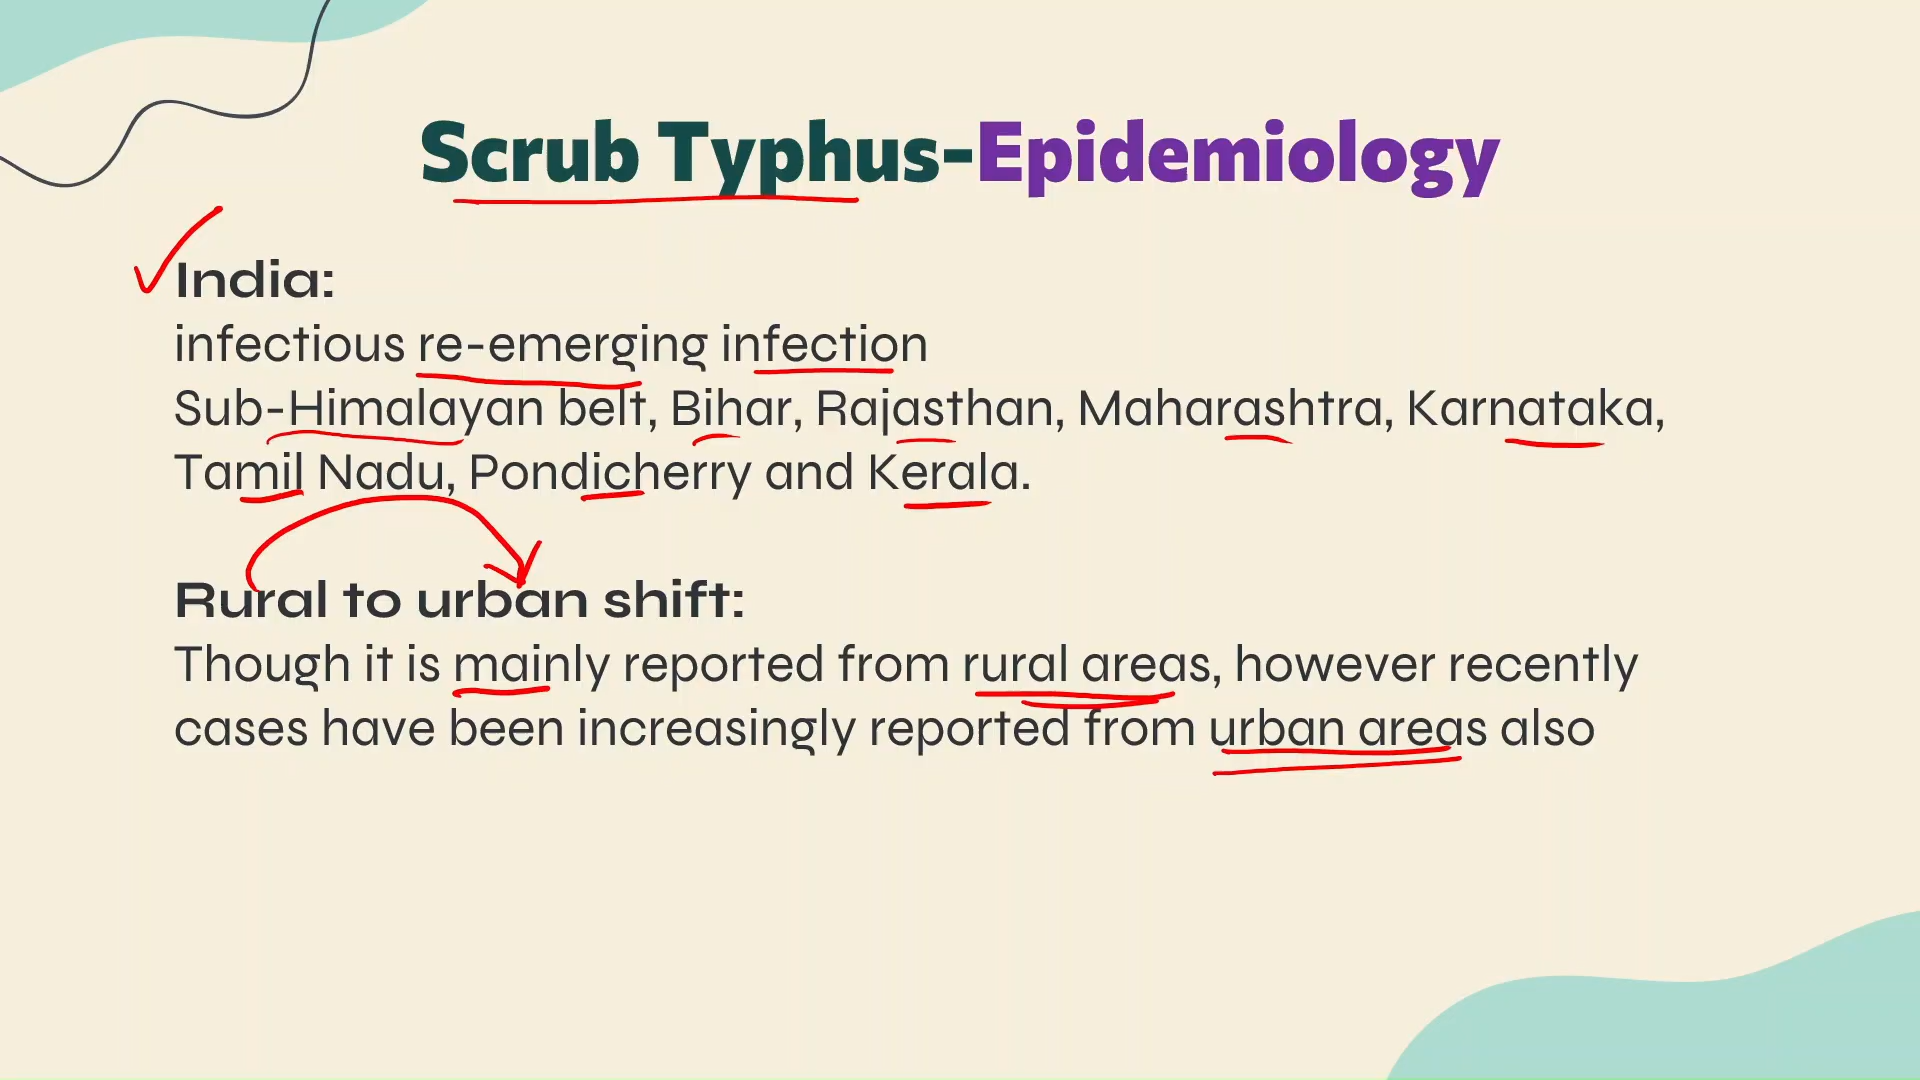 Scrub Typhus-Epidemiology
India:
infectious re-emerging infection
Sub-Himalayan belt, Bihar, Rajasthan, Maharashtra, Karnataka,
Tamil Nadu, Pondicherry and Kerala.
Rural to urban shift:
Though it is mainly reported from rural areas, however recently
cases have been increasingly reported from urban areas also